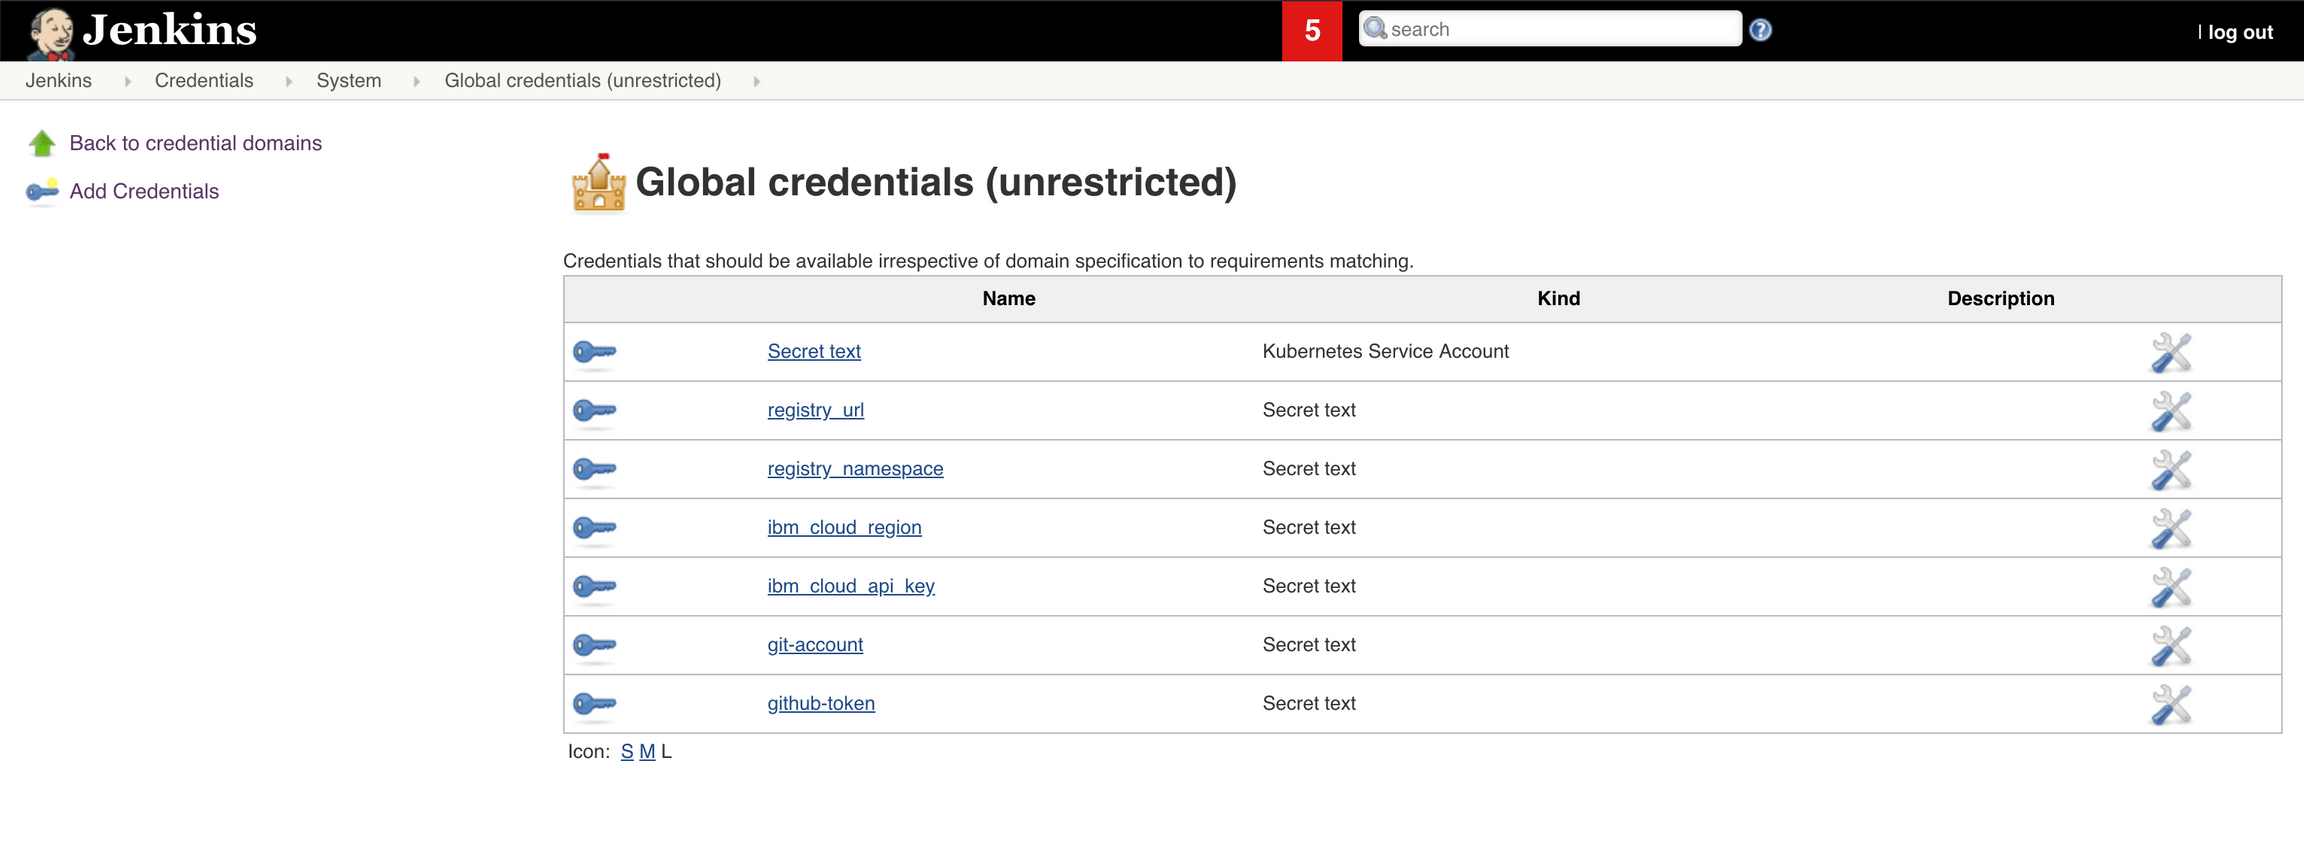 Jenkins
5
search
| log out
Jenkins
Credentials
System
Global credentials (unrestricted)
Back to credential domains
Add Credentials
Global credentials (unrestricted)
Credentials that should be available irrespective of domain specification to requirements matching.
Name Kind Description
Secret text Kubernetes Service Account
registry_url Secret text
registry_namespace Secret text
ibm_cloud_region Secret text
ibm_cloud_api_key Secret text
git-account Secret text
github-token Secret text
Icon: S M L